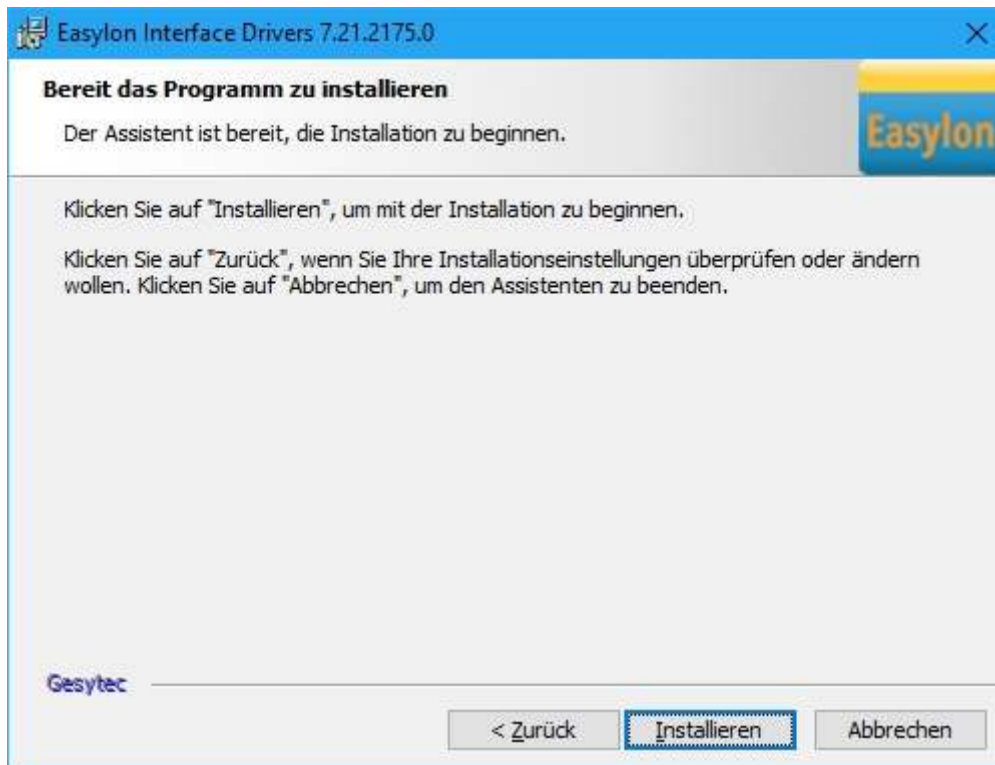 Easylon Interface Drivers 7.21.2175.0
Bereit das Programm zu installieren
Der Assistent ist bereit, die Installation zu beginnen.
Easylon
Klicken Sie auf "Installieren", um mit der Installation zu beginnen.
Klicken Sie auf "Zurück", wenn Sie Ihre Installationseinstellungen überprüfen oder ändern
wollen. Klicken Sie auf "Abbrechen", um den Assistenten zu beenden.
Gesytec
< Zurück Installieren Abbrechen